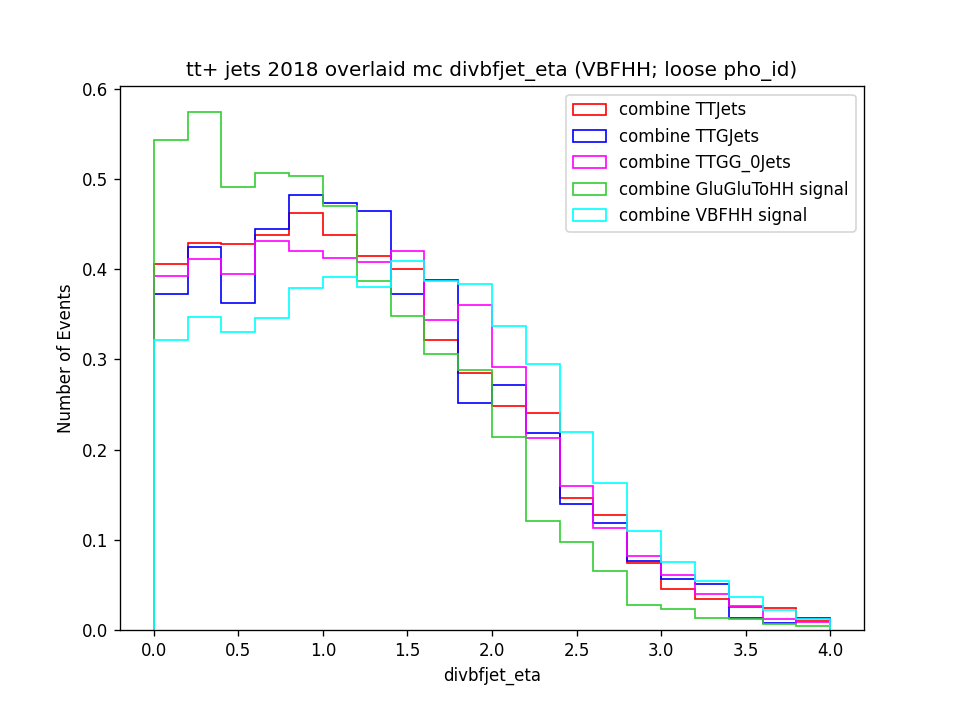 tt+ jets 2018 overlaid mc divbfjet_eta (VBFHH; loose pho_id)
0.6
0.5
0.4
0.3
0.2
0.1
0.0
Number of Events
combine TTJets
combine TTGJets
combine TTGG_0Jets
combine GluGluToHH signal
combine VBFHH signal
0.0 0.5 1.0 1.5 2.0 2.5 3.0 3.5 4.0
divbfjet_eta